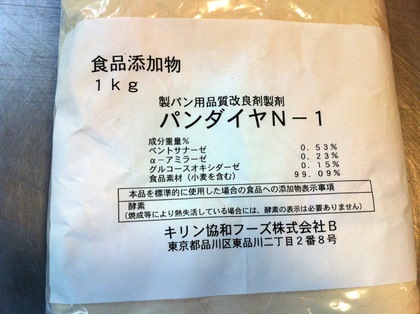 食品添加物
１ｋｇ
製パン用品質改良剤製剤
パンダイヤＮ－１
成分重量％
ペントサナーゼ ０．５３％
α－アミラーゼ ０．２３％
グルコースオキシダーゼ ０．１５％
食品素材（小麦を含む） ９９．０９％
本品を標準的に使用した場合の食品への添加物表示事項
酵素
（焼成等により熱失活している場合には、酵素の表示は必要ありません）
キリン協和フーズ株式会社Ｂ
東京都品川区東品川二丁目２番８号